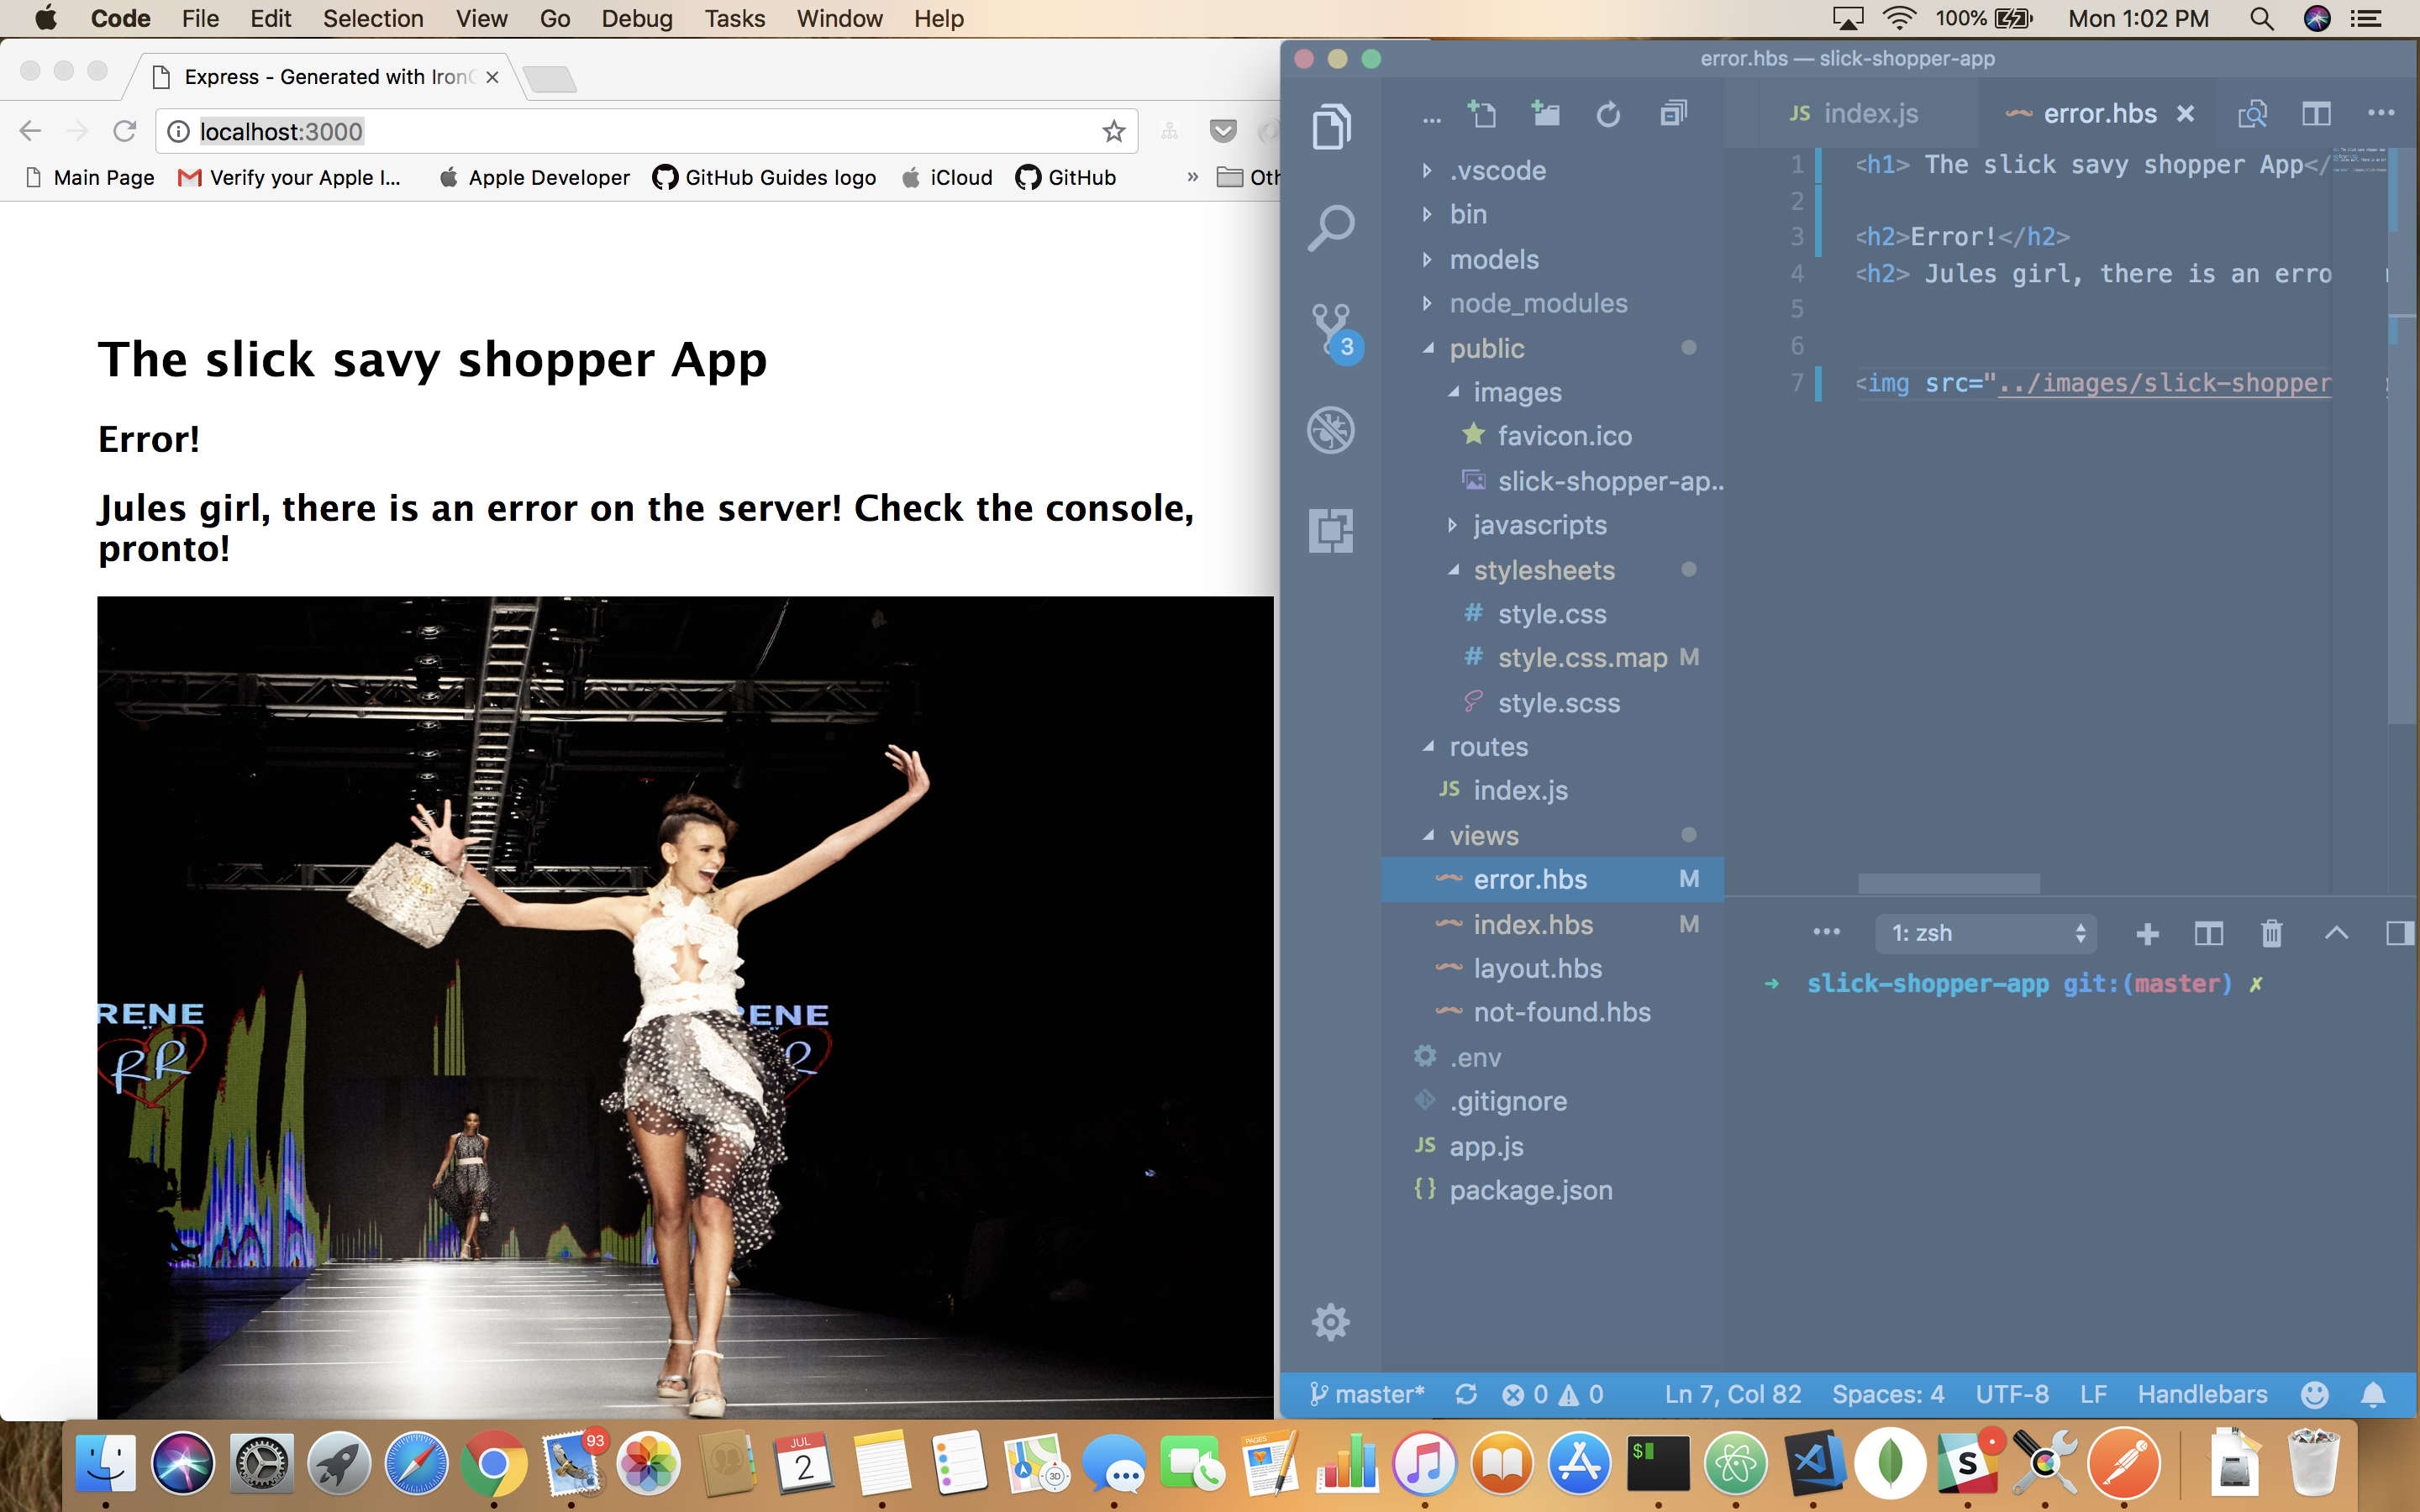 Code File Edit Selection View Go Debug Tasks Window Help 100% Mon 1:02 PM
Express - Generated with Iron
localhost:3000
Main Page Verify your Apple I... Apple Developer GitHub Guides logo iCloud GitHub » Oth
The slick savy shopper App
Error!
Jules girl, there is an error on the server! Check the console,
pronto!
RENE
RR
RENE
R
error.hbs — slick-shopper-app
... JS index.js error.hbs
.vscode
bin
models
node_modules
public
images
favicon.ico
slick-shopper-ap...
javascripts
stylesheets
style.css
style.css.map M
style.scss
routes
JS index.js
views
error.hbs M
index.hbs M
layout.hbs
not-found.hbs
.env
.gitignore
JS app.js
{} package.json
3
1 <h1> The slick savy shopper App</
2
3 <h2>Error!</h2>
4 <h2> Jules girl, there is an erro
5
6
7 <img src="../images/slick-shopper
1: zsh
➜ slick-shopper-app git:(master) ✗
master* 0 0 Ln 7, Col 82 Spaces: 4 UTF-8 LF Handlebars
93
JUL
2
3D
PAGES
$
S